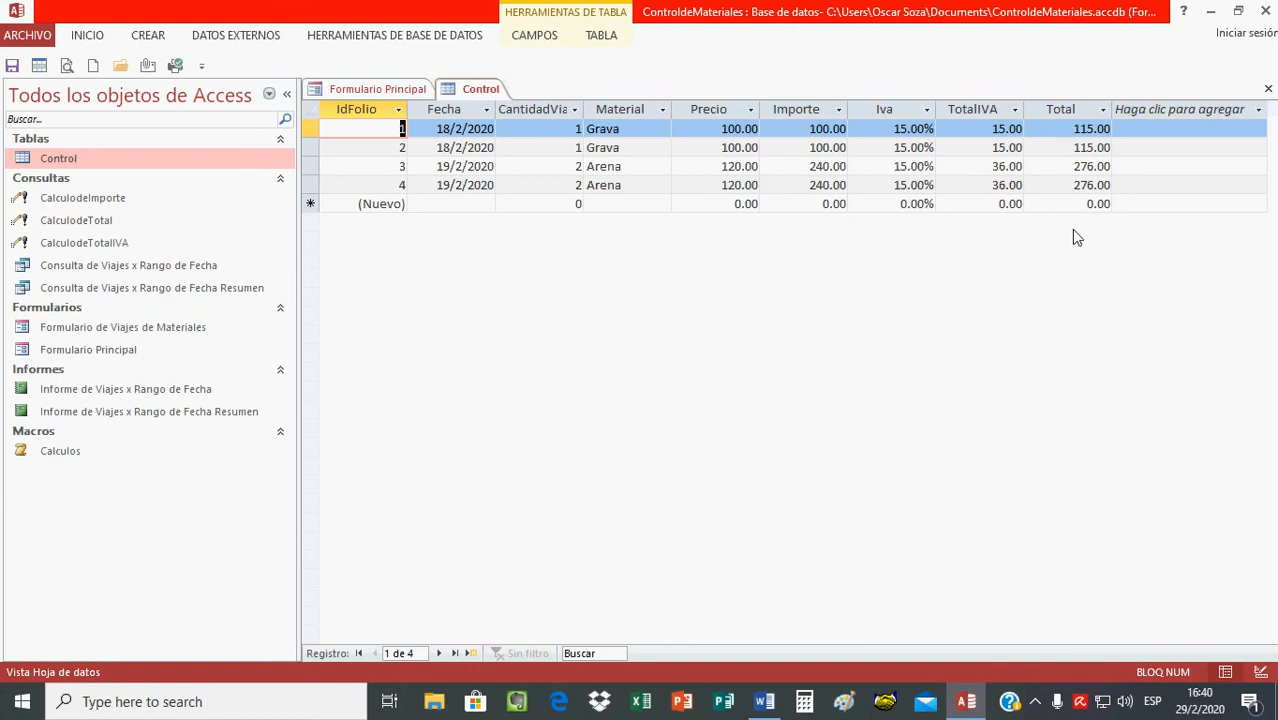 HERRAMIENTAS DE TABLA
ControldeMateriales : Base de datos- C:\Users\Oscar Soza\Documents\ControldeMateriales.accdb (For...
ARCHIVO INICIO CREAR DATOS EXTERNOS HERRAMIENTAS DE BASE DE DATOS CAMPOS TABLA
Iniciar sesión
Todos los objetos de Access
Buscar...
Tablas
Control
Consultas
CalculodeImporte
CalculodeTotal
CalculodeTotalIVA
Consulta de Viajes x Rango de Fecha
Consulta de Viajes x Rango de Fecha Resumen
Formularios
Formulario de Viajes de Materiales
Formulario Principal
Informes
Informe de Viajes x Rango de Fecha
Informe de Viajes x Rango de Fecha Resumen
Macros
Calculos
Formulario Principal Control
IdFolio Fecha CantidadVia Material Precio Importe Iva TotalIVA Total Haga clic para agregar
1 18/2/2020 1 Grava 100.00 100.00 15.00% 15.00 115.00
2 18/2/2020 1 Grava 100.00 100.00 15.00% 15.00 115.00
3 19/2/2020 2 Arena 120.00 240.00 15.00% 36.00 276.00
4 19/2/2020 2 Arena 120.00 240.00 15.00% 36.00 276.00
(Nuevo) 0 0.00 0.00 0.00% 0.00 0.00
Registro: 1 de 4 Sin filtro Buscar
Vista Hoja de datos
BLOQ NUM
Type here to search
ESP
16:40
29/2/2020